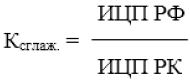 ИЦП РФ
Ксглаж. =
ИЦП РК